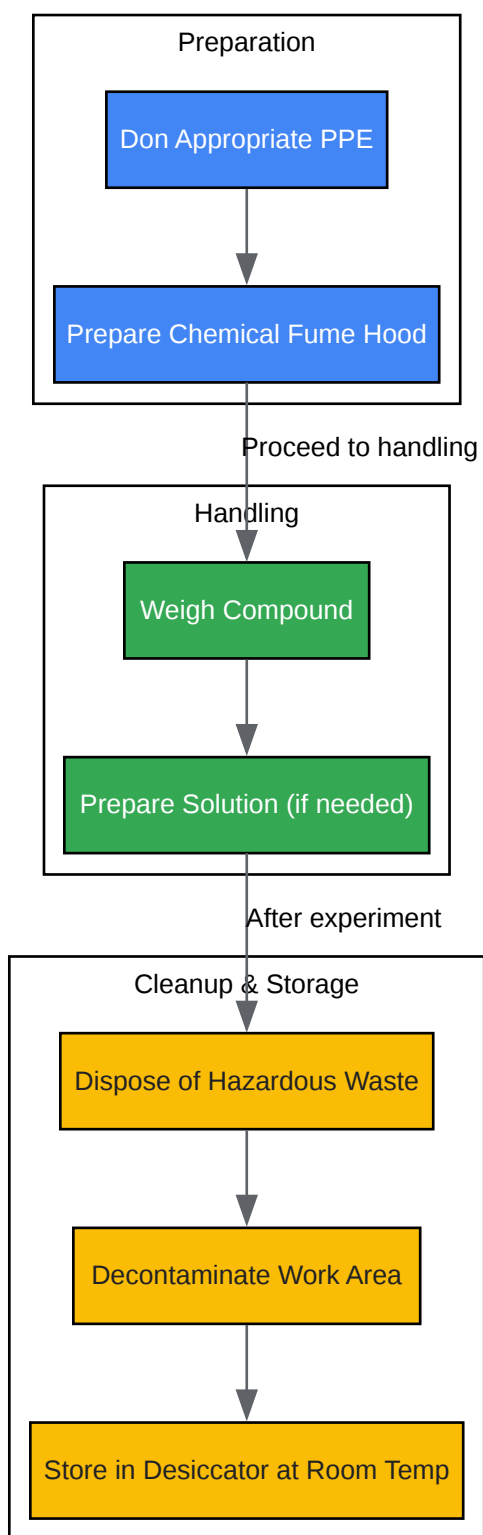 Preparation
Don Appropriate PPE
Prepare Chemical Fume Hood
Proceed to handling
Handling
Weigh Compound
Prepare Solution (if needed)
After experiment
Cleanup & Storage
Dispose of Hazardous Waste
Decontaminate Work Area
Store in Desiccator at Room Temp